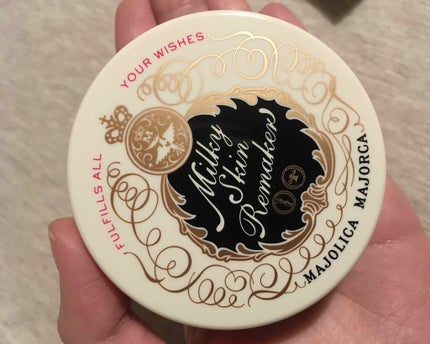 FULFILLS ALL YOUR WISHES
Milky
Skin
Remaker
MAJOLICA MAJORCA